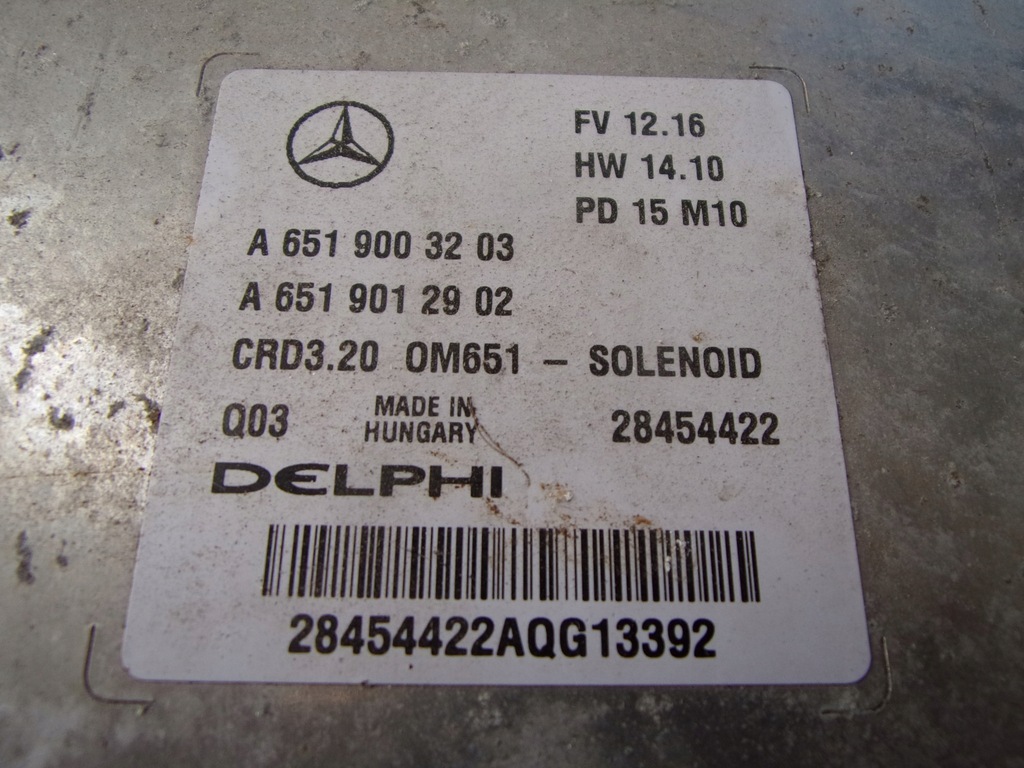 FV 12.16
HW 14.10
PD 15 M10
A 651 900 32 03
A 651 901 29 02
CRD3.20 OM651 – SOLENOID
Q03 MADE IN HUNGARY 28454422
DELPHI
28454422AQG13392